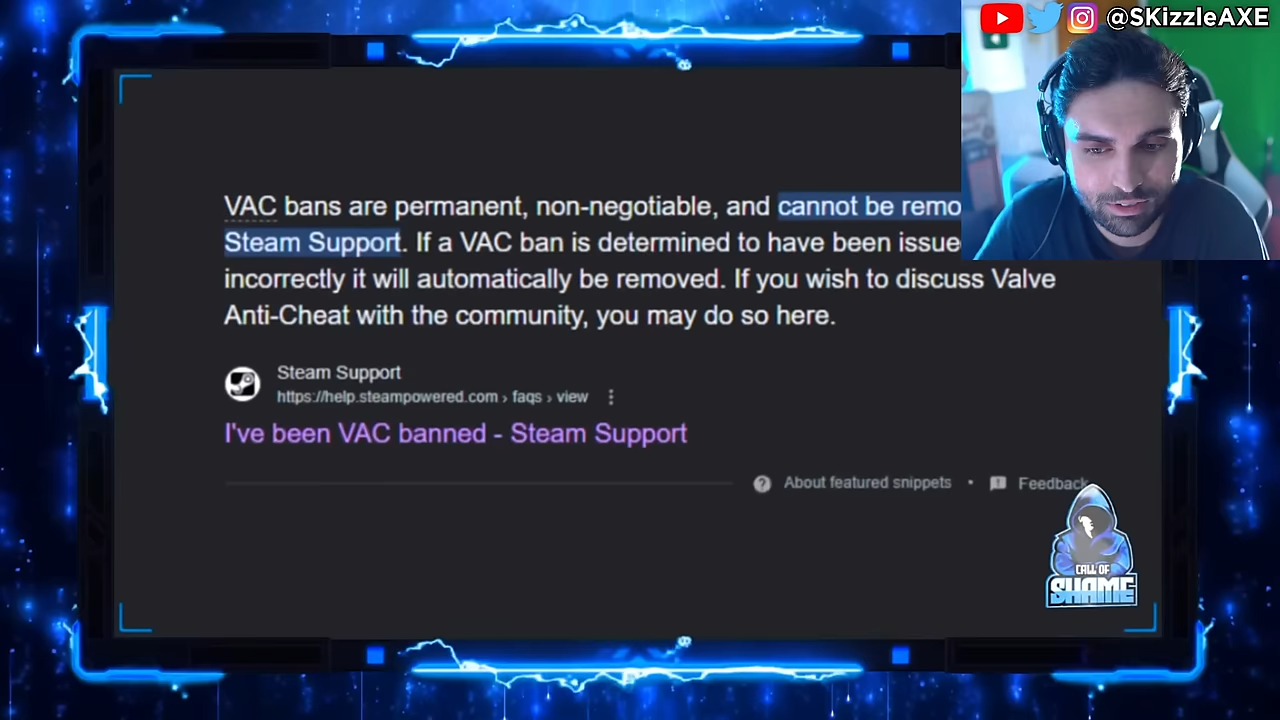 @SKizzleAXE
VAC bans are permanent, non-negotiable, and cannot be remo
Steam Support. If a VAC ban is determined to have been issue
incorrectly it will automatically be removed. If you wish to discuss Valve
Anti-Cheat with the community, you may do so here.
Steam Support
https://help.steampowered.com › faqs › view
I've been VAC banned - Steam Support
About featured snippets • Feedback
CALL OF
SHAME